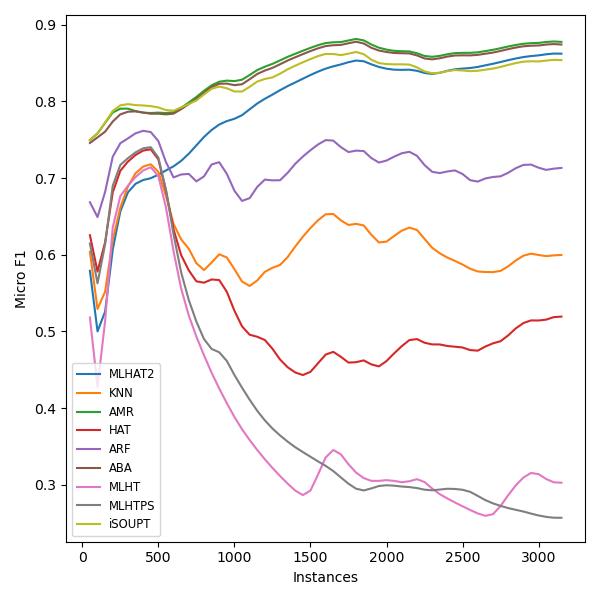 0.9
0.8
0.7
0.6
0.5
0.4
0.3
Micro F1
MLHAT2
KNN
AMR
HAT
ARF
ABA
MLHT
MLHTPS
iSOUPT
0 500 1000 1500 2000 2500 3000
Instances